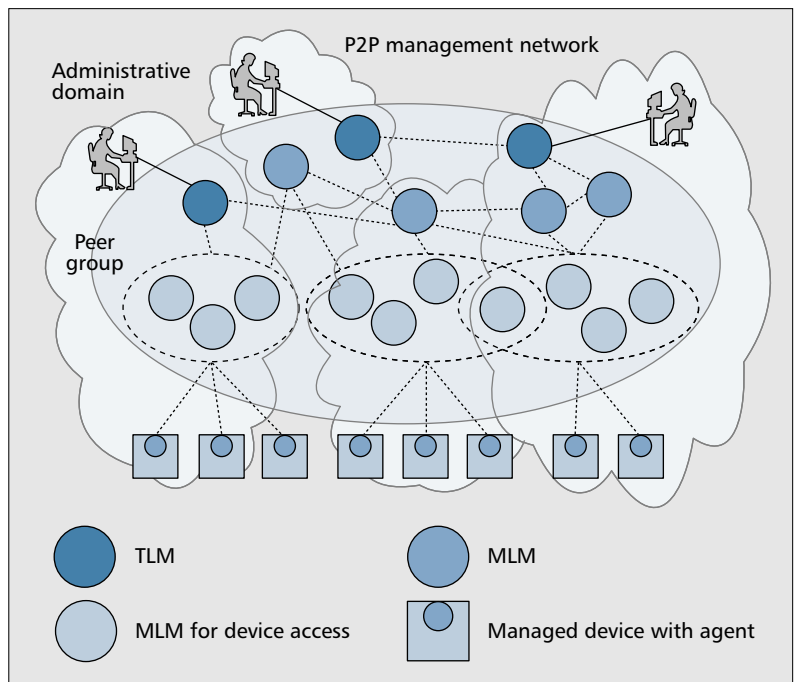 P2P management network
Administrative
domain
Peer
group
TLM
MLM
MLM for device access
Managed device with agent